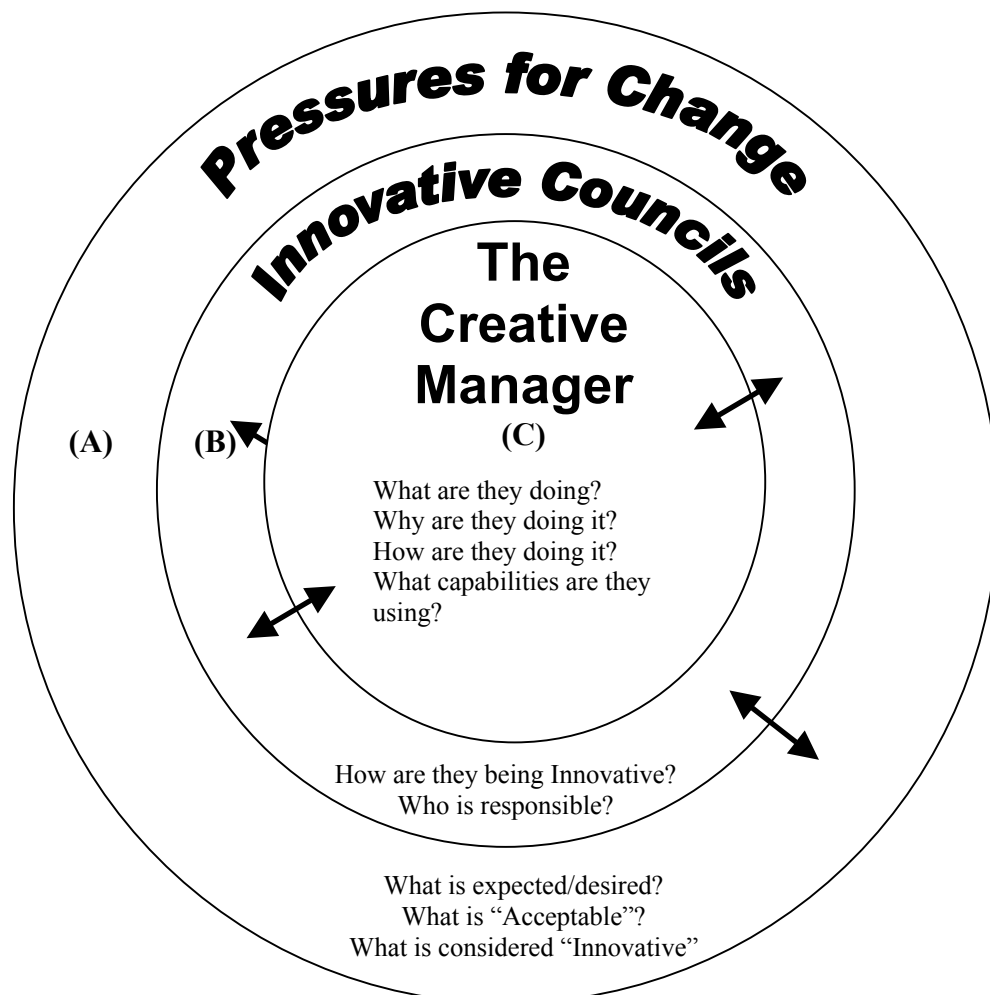 Pressures for Change
Innovative Councils
The
Creative
Manager
(A)
(B)
(C)
What are they doing?
Why are they doing it?
How are they doing it?
What capabilities are they
using?
How are they being Innovative?
Who is responsible?
What is expected/desired?
What is “Acceptable”?
What is considered “Innovative”